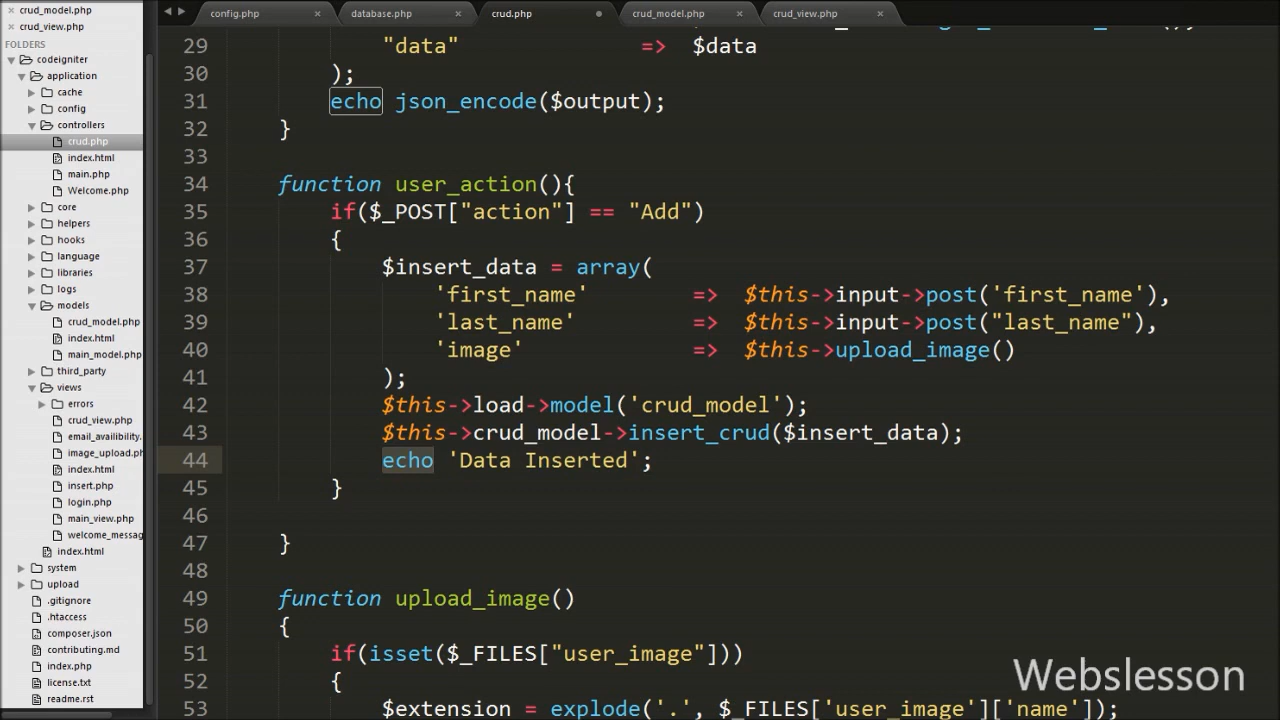 crud_model.php
crud_view.php
FOLDERS
codeigniter
application
cache
config
controllers
crud.php
index.html
main.php
Welcome.php
core
helpers
hooks
language
libraries
logs
models
crud_model.php
index.html
main_model.php
third_party
views
errors
crud_view.php
email_availibility.
image_upload.ph
index.html
insert.php
login.php
main_view.php
welcome_messag
index.html
system
upload
.gitignore
.htaccess
composer.json
contributing.md
index.php
license.txt
readme.rst
config.php × database.php × crud.php crud_model.php × crud_view.php ×
29 "data" => $data
30 );
31 echo json_encode($output);
32 }
33
34 function user_action(){
35 if($_POST["action"] == "Add")
36 {
37 $insert_data = array(
38 'first_name' => $this->input->post('first_name'),
39 'last_name' => $this->input->post("last_name"),
40 'image' => $this->upload_image()
41 );
42 $this->load->model('crud_model');
43 $this->crud_model->insert_crud($insert_data);
44 echo 'Data Inserted';
45 }
46
47 }
48
49 function upload_image()
50 {
51 if(isset($_FILES["user_image"]))
52 {
53 $extension = explode('.', $_FILES['user_image']['name']);
Webslesson